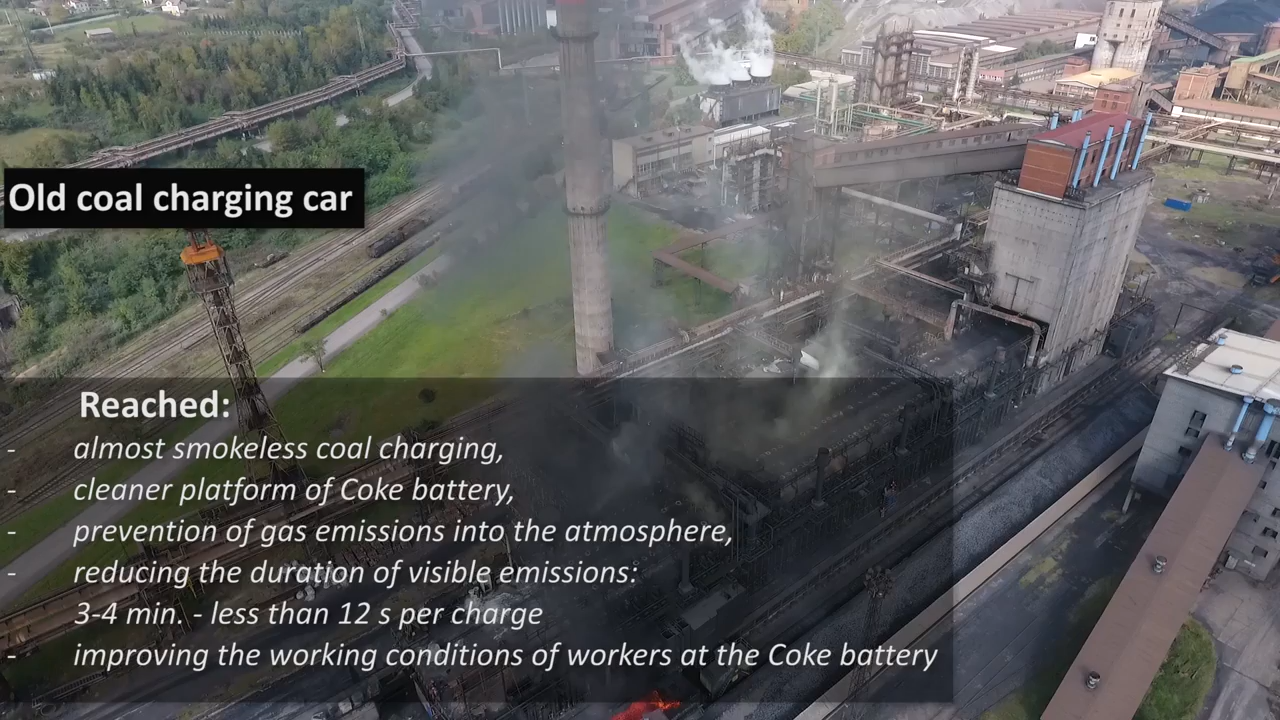 Old coal charging car
Reached:
- almost smokeless coal charging,
- cleaner platform of Coke battery,
- prevention of gas emissions into the atmosphere,
- reducing the duration of visible emissions:
3-4 min. - less than 12 s per charge
- improving the working conditions of workers at the Coke battery